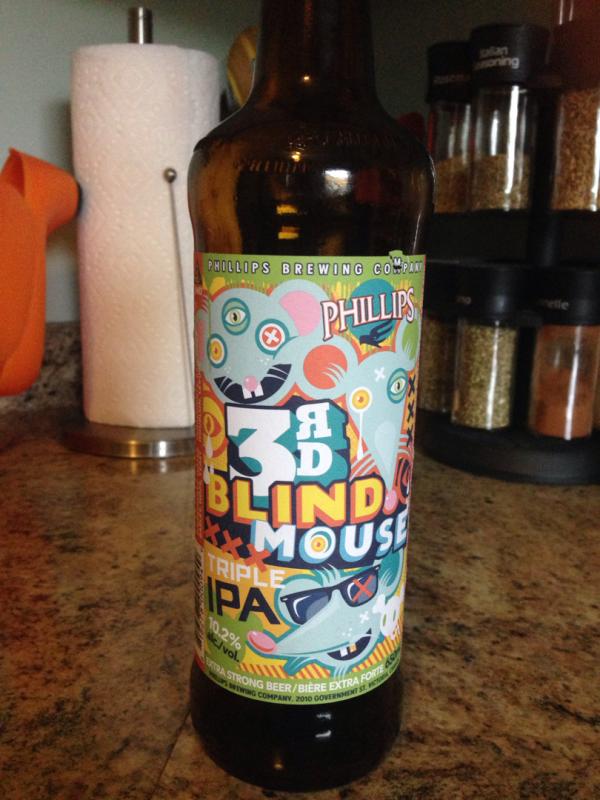 Italian
Seasoning
PHILLIPS BREWING COMPANY
PHILLIPS
3RD
BLIND
MOUSE
XXX
TRIPLE
IPA
10.2%
alc/vol.
EXTRA STRONG BEER/BIÈRE EXTRA FORTE
PHILLIPS BREWING COMPANY, 2010 GOVERNMENT ST.